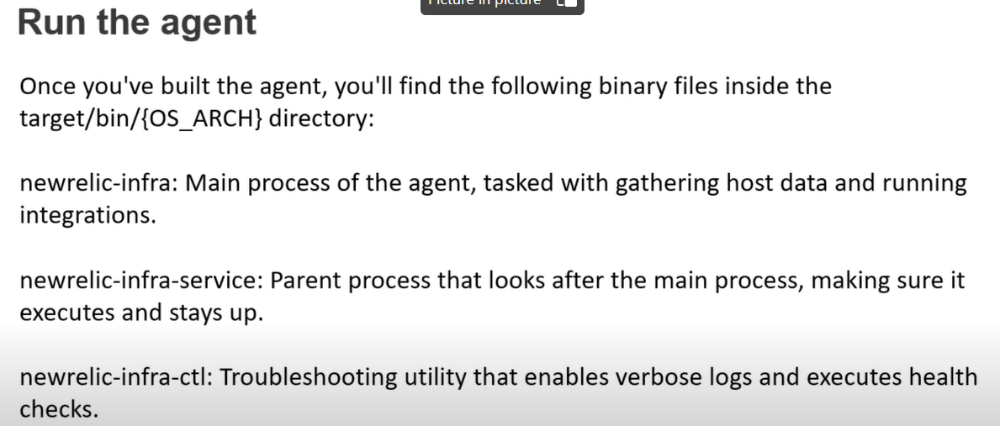 Picture in picture
Run the agent
Once you've built the agent, you'll find the following binary files inside the
target/bin/{OS_ARCH} directory:
newrelic-infra: Main process of the agent, tasked with gathering host data and running
integrations.
newrelic-infra-service: Parent process that looks after the main process, making sure it
executes and stays up.
newrelic-infra-ctl: Troubleshooting utility that enables verbose logs and executes health
checks.